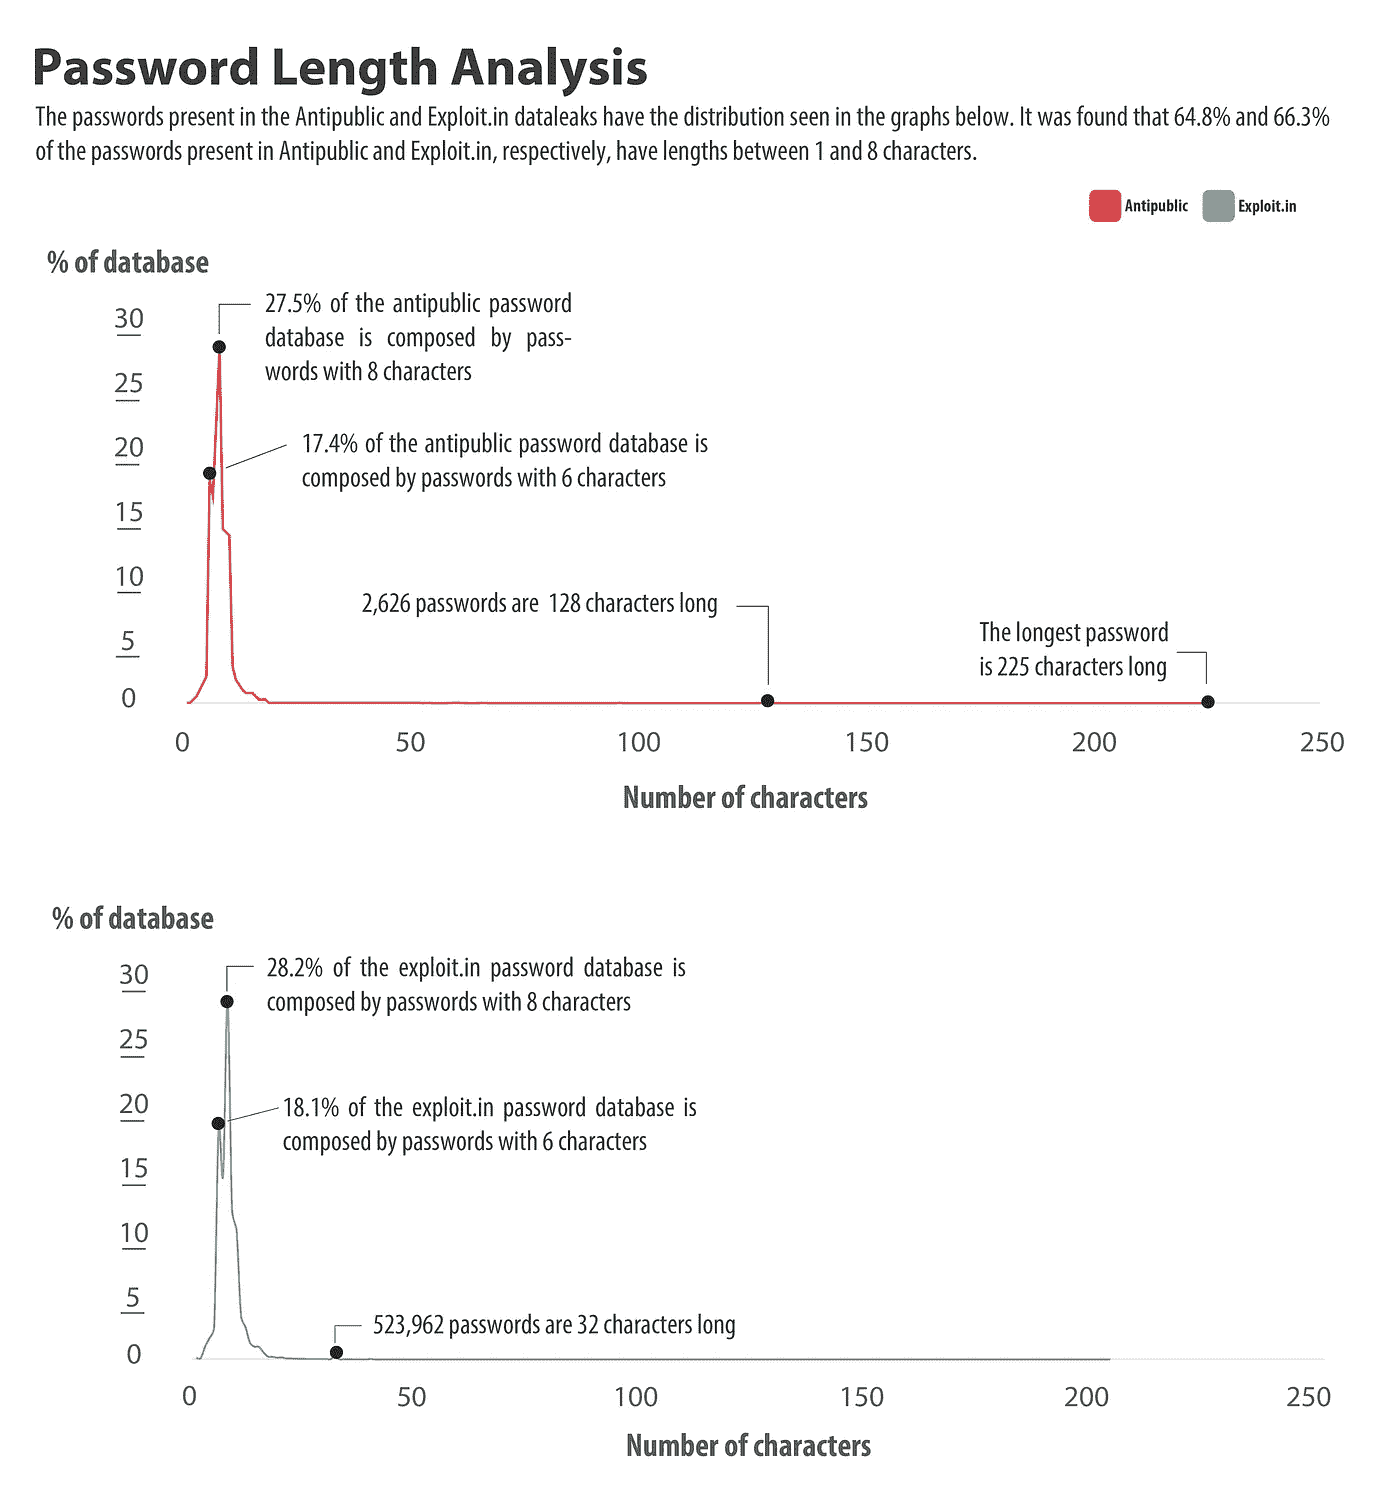 Password Length Analysis
The passwords present in the Antipublic and Exploit.in dataleaks have the distribution seen in the graphs below. It was found that 64.8% and 66.3%
of the passwords present in Antipublic and Exploit.in, respectively, have lengths between 1 and 8 characters.
Antipublic Exploit.in
% of database
27.5% of the antipublic password
database is composed by pass-
words with 8 characters
17.4% of the antipublic password database is
composed by passwords with 6 characters
2,626 passwords are 128 characters long
The longest password
is 225 characters long
30
25
20
15
10
5
0
0 50 100 150 200 250
Number of characters
% of database
28.2% of the exploit.in password database is
composed by passwords with 8 characters
18.1% of the exploit.in password database is
composed by passwords with 6 characters
523,962 passwords are 32 characters long
30
25
20
15
10
5
0
0 50 100 150 200 250
Number of characters